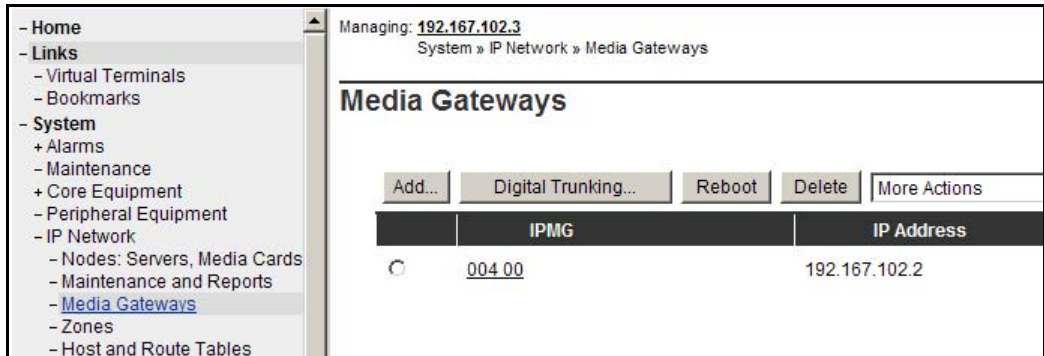 - Home
- Links
- Virtual Terminals
- Bookmarks
- System
+ Alarms
- Maintenance
+ Core Equipment
- Peripheral Equipment
- IP Network
- Nodes: Servers, Media Cards
- Maintenance and Reports
- Media Gateways
- Zones
- Host and Route Tables
Managing: 192.167.102.3
System » IP Network » Media Gateways
Media Gateways
Add... Digital Trunking... Reboot Delete More Actions
IPMG IP Address
004 00 192.167.102.2